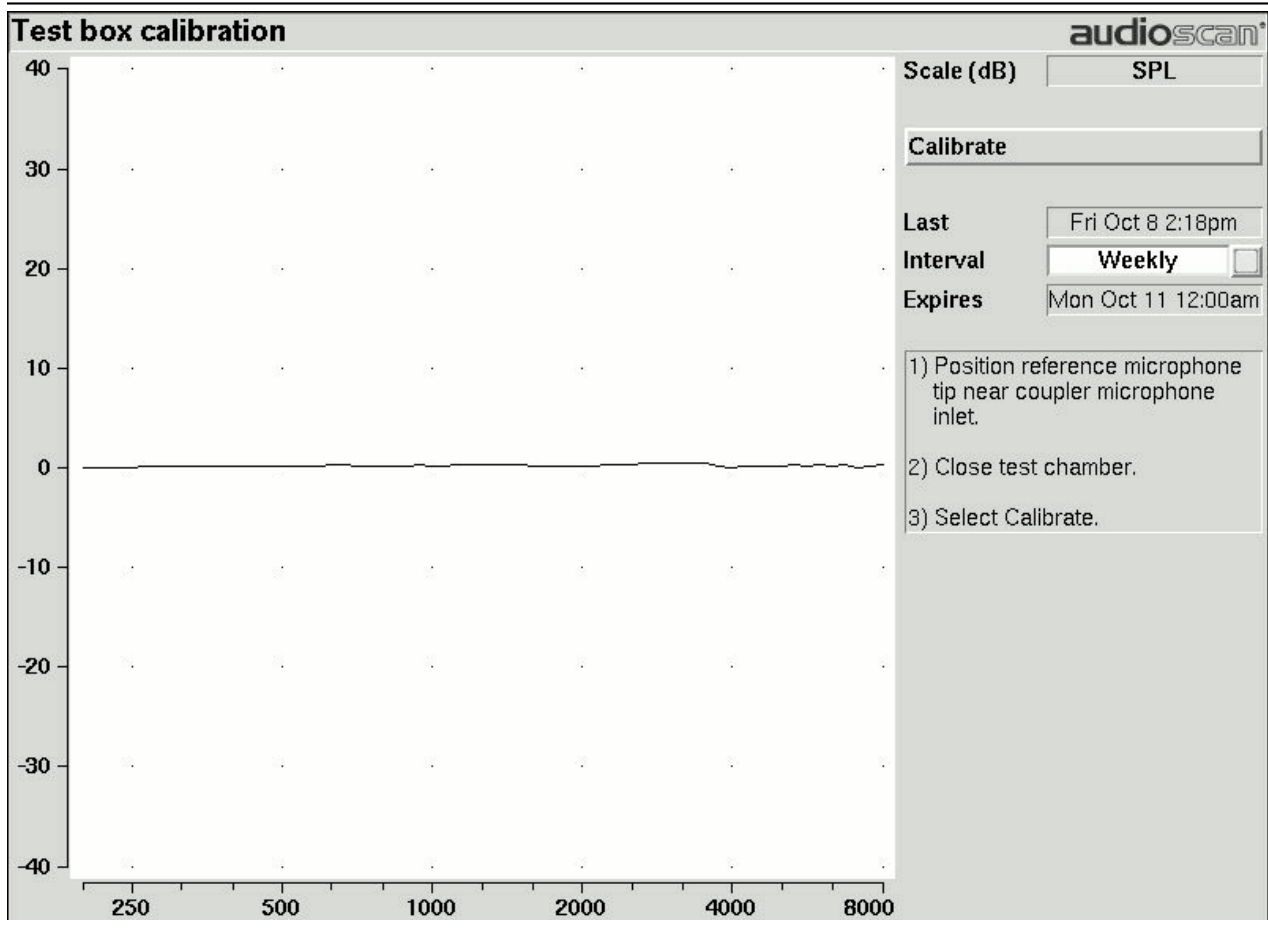 Test box calibration
audioscan
Scale (dB) SPL
Calibrate
Last Fri Oct 8 2:18pm
Interval Weekly
Expires Mon Oct 11 12:00am
1) Position reference microphone
tip near coupler microphone
inlet.
2) Close test chamber.
3) Select Calibrate.
40
30
20
10
0
-10
-20
-30
-40
250 500 1000 2000 4000 8000